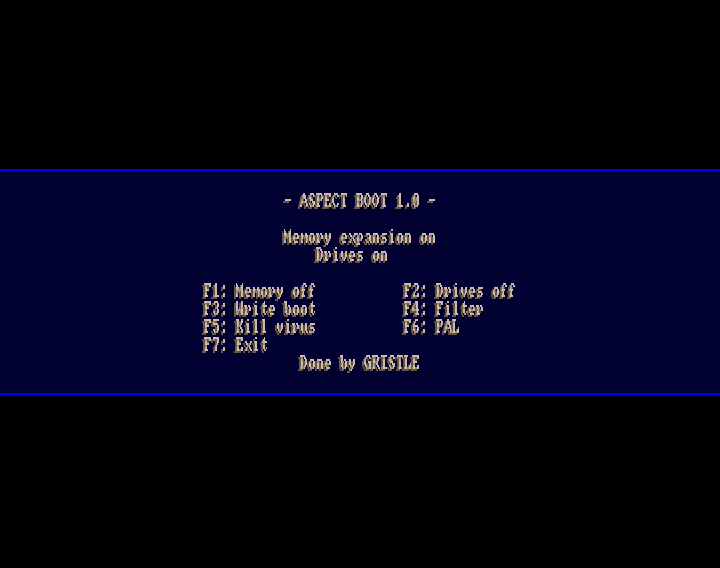 - ASPECT BOOT 1.0 -
Memory expansion on
Drives on
F1: Memory off F2: Drives off
F3: Write boot F4: Filter
F5: Kill virus F6: PAL
F7: Exit
Done by GRISTLE